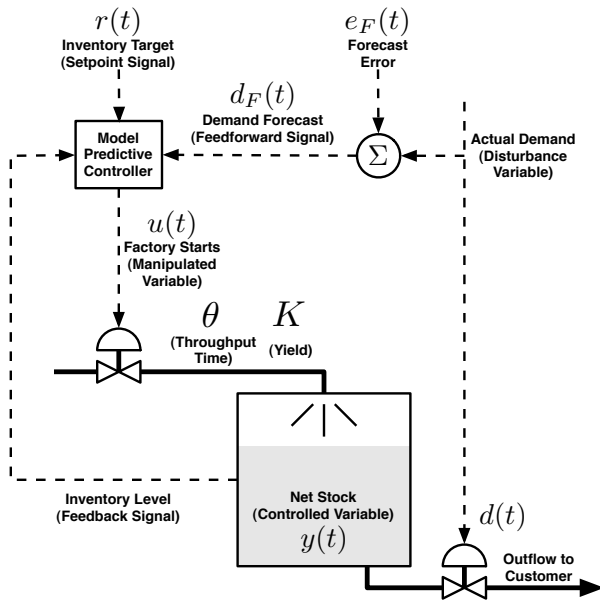 r(t)
Inventory Target
(Setpoint Signal)
e_F(t)
Forecast
Error
d_F(t)
Demand Forecast
(Feedforward Signal)
Model
Predictive
Controller
Σ
Actual Demand
(Disturbance
Variable)
u(t)
Factory Starts
(Manipulated
Variable)
θ
(Throughput
Time)
K
(Yield)
Inventory Level
(Feedback Signal)
Net Stock
(Controlled Variable)
y(t)
d(t)
Outflow to
Customer